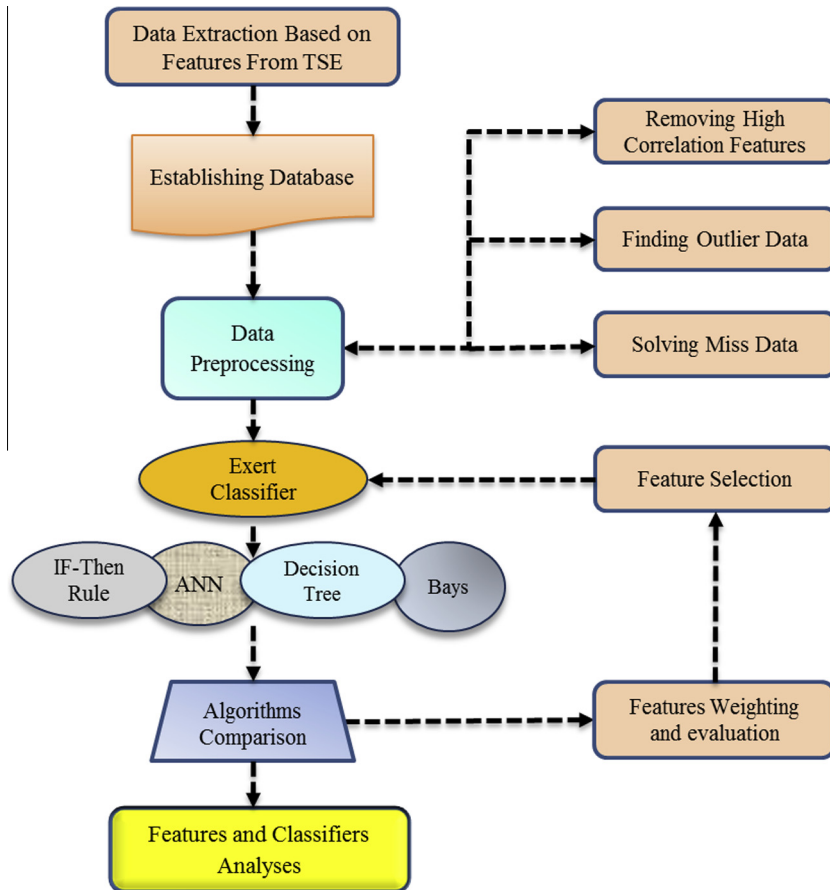 Data Extraction Based on
Features From TSE
Removing High
Correlation Features
Establishing Database
Finding Outlier Data
Data
Preprocessing
Solving Miss Data
Exert
Classifier
Feature Selection
IF-Then
Rule
ANN
Decision
Tree
Bays
Algorithms
Comparison
Features Weighting
and evaluation
Features and Classifiers
Analyses